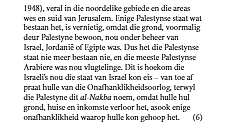 1948), veral in die noordelike gebiede en die areas
wes en suid van Jerusalem. Enige Palestynse staat wat
bestaan het, is vernietig, omdat die grond, voormalig
deur Palestyne bewoon, nou onder beheer van
Israel, Jordanië of Egipte was. Dus het die Palestynse
staat nie meer bestaan nie, en die meeste Palestynse
Arabiere was nou vlugtelinge. Dit is hoekom die
Israeli's nou die staat van Israel kon eis – van toe af
praat hulle van die Onafhanklikheidsoorlog, terwyl
die Palestyne dit al-Nakba noem, omdat hulle hul
grond, huise en inkomste verloor het, asook enige
onafhanklikheid waarop hulle kon gehoop het. (6)